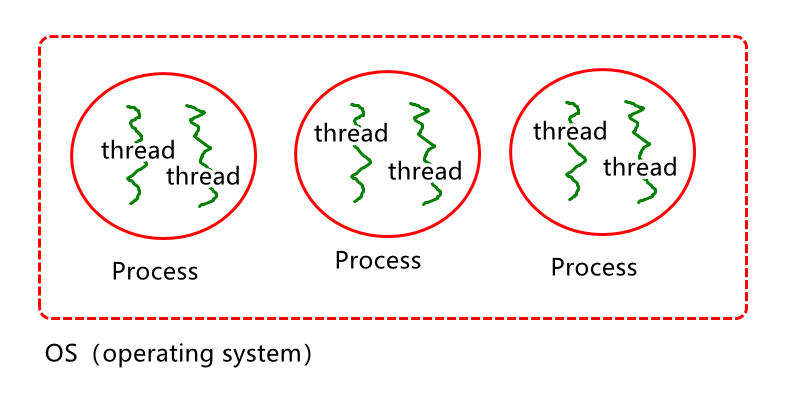 thread
thread
Process
thread
thread
Process
thread
thread
Process
OS（operating system）